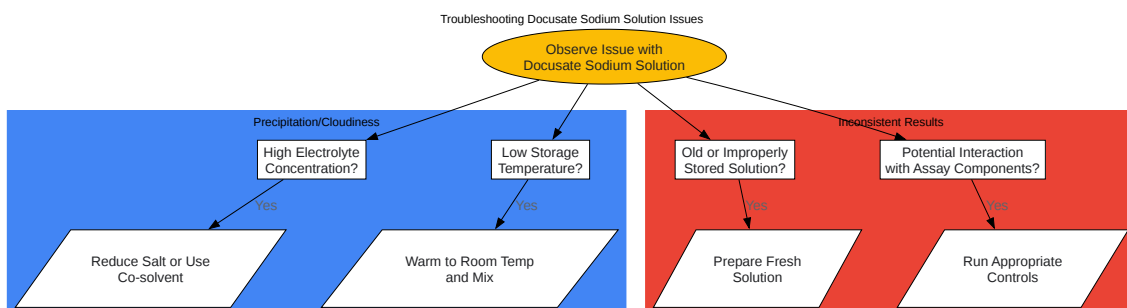 Troubleshooting Docusate Sodium Solution Issues
Observe Issue with
Docusate Sodium Solution
Precipitation/Cloudiness
High Electrolyte
Concentration?
Low Storage
Temperature?
Yes
Yes
Reduce Salt or Use
Co-solvent
Warm to Room Temp
and Mix
Inconsistent Results
Old or Improperly
Stored Solution?
Potential Interaction
with Assay Components?
Yes
Yes
Prepare Fresh
Solution
Run Appropriate
Controls